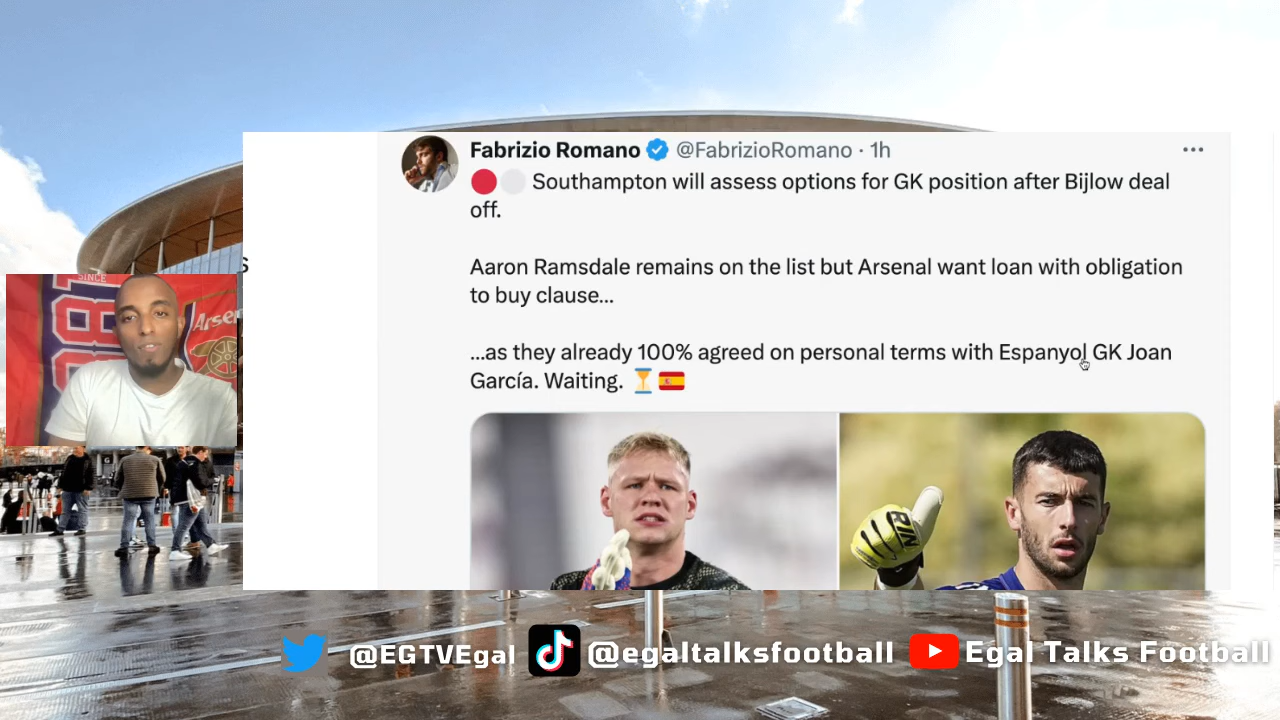 Fabrizio Romano @FabrizioRomano · 1h
Southampton will assess options for GK position after Bijlow deal
off.
Aaron Ramsdale remains on the list but Arsenal want loan with obligation
to buy clause...
...as they already 100% agreed on personal terms with Espanyol GK Joan
García. Waiting.
s
SINCE
Arsen
@EGTVEgal
@egaltalksfootball
Egal Talks Football